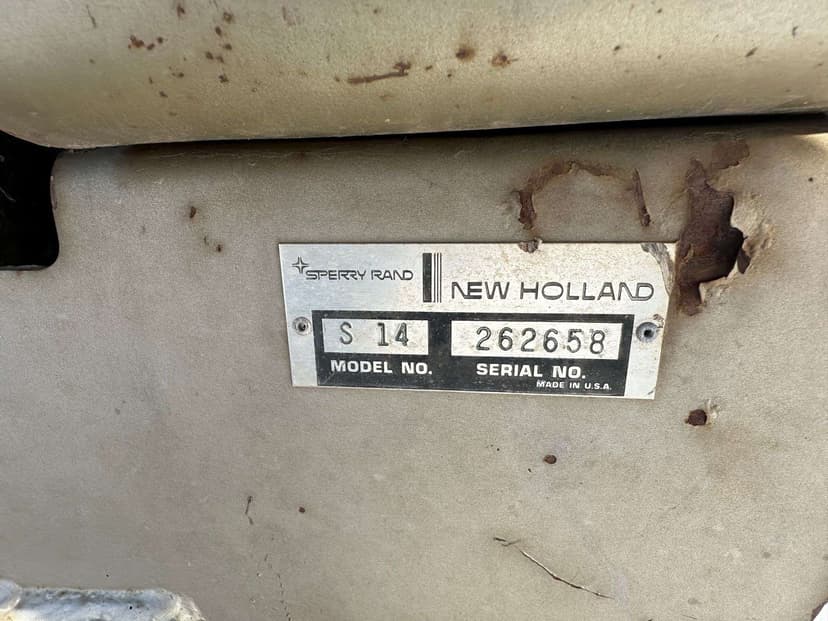 SPERRY RAND NEW HOLLAND
S 14 262658
MODEL NO. SERIAL NO.
MADE IN U.S.A.